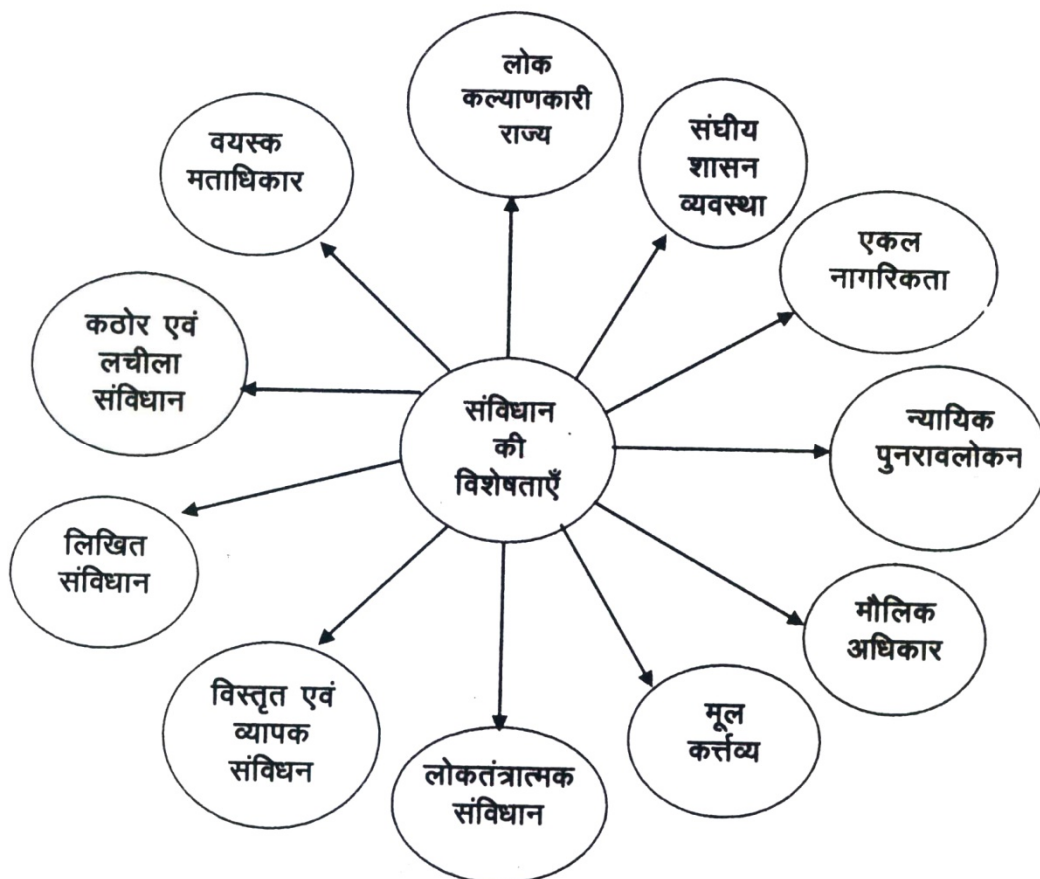 लोक
कल्याणकारी
राज्य
संघीय
शासन
व्यवस्था
वयस्क
मताधिकार
एकल
नागरिकता
कठोर एवं
लचीला
संविधान
संविधान
की
विशेषताएँ
न्यायिक
पुनरावलोकन
लिखित
संविधान
मौलिक
अधिकार
विस्तृत एवं
व्यापक
संविधन
मूल
कर्त्तव्य
लोकतंत्रात्मक
संविधान